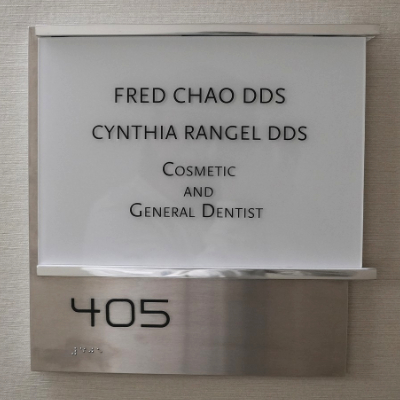 FRED CHAO DDS
CYNTHIA RANGEL DDS
COSMETIC
AND
GENERAL DENTIST
405